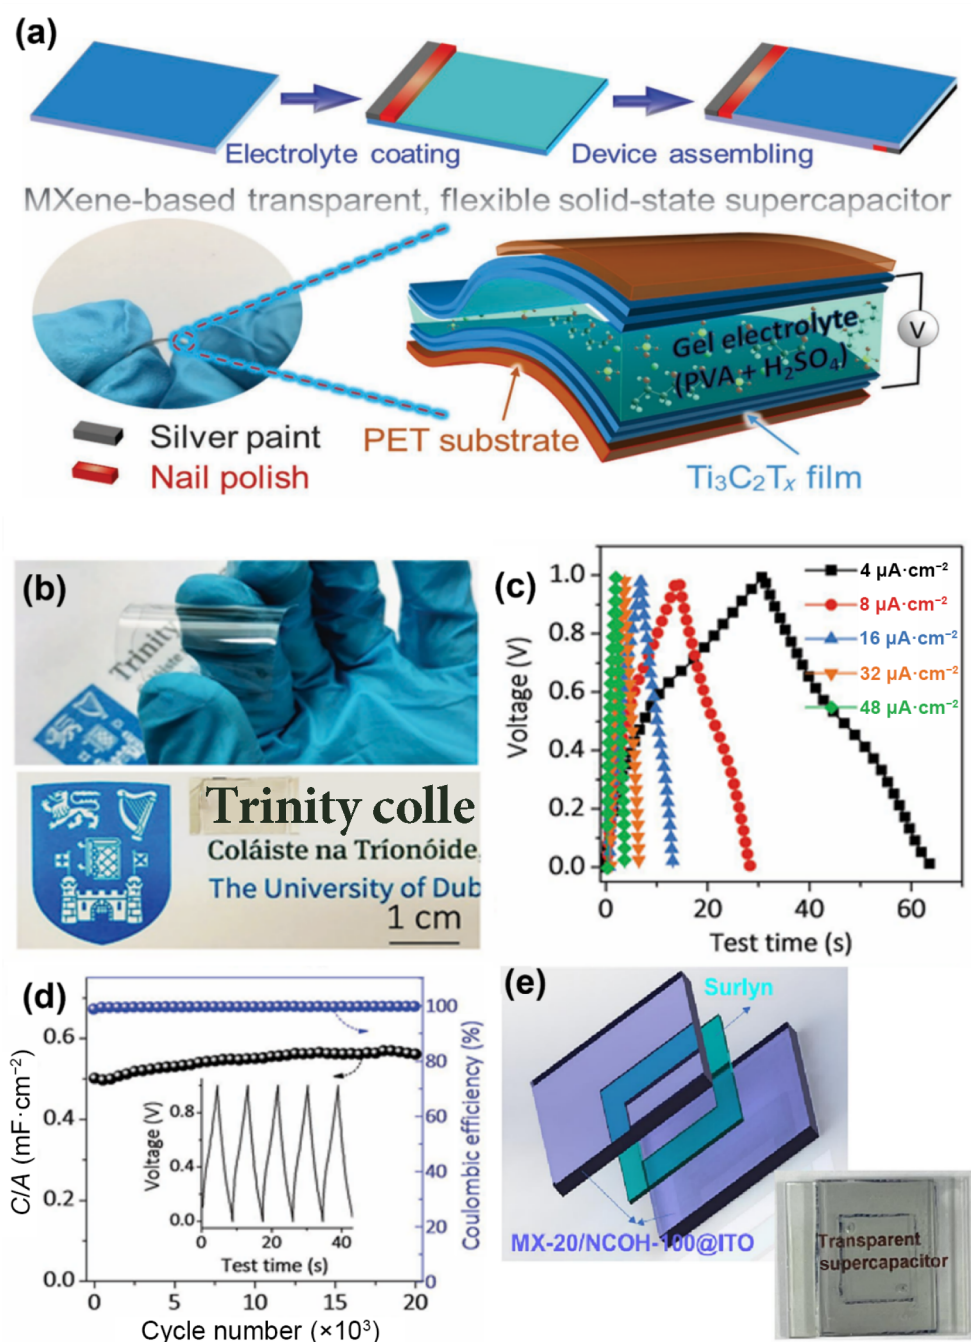 (a)
Electrolyte coating
Device assembling
MXene-based transparent, flexible solid-state supercapacitor
V
Gel electrolyte
(PVA + H₂SO₄)
Silver paint
Nail polish
PET substrate
Ti₃C₂Tₓ film
(b)
Trinity
Coláiste
Trinity colle
Coláiste na Tríonóide,
The University of Dub
1 cm
(c)
Voltage (V)
1.0
0.8
0.6
0.4
0.2
0.0
4 µA·cm⁻²
8 µA·cm⁻²
16 µA·cm⁻²
32 µA·cm⁻²
48 µA·cm⁻²
0
20
40
60
Test time (s)
(d)
C/A (mF·cm⁻²)
0.6
0.4
0.2
0.0
Voltage (V)
0.8
0.4
0.0
0
20
40
Test time (s)
100
80
60
40
20
0
Coulombic efficiency (%)
0
5
10
15
20
Cycle number (×10³)
(e)
Surlyn
MX-20/NCOH-100@ITO
Transparent
supercapacitor